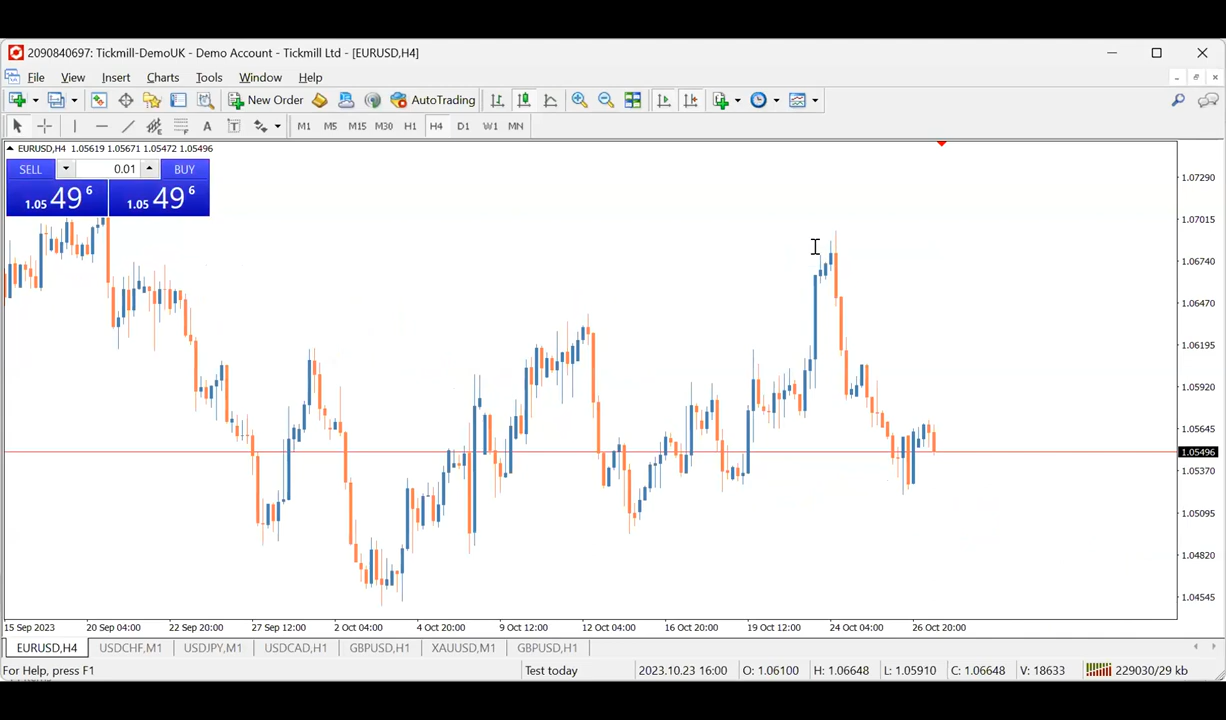 2090840697: Tickmill-DemoUK - Demo Account - Tickmill Ltd - [EURUSD,H4]
File View Insert Charts Tools Window Help
New Order AutoTrading
A T M1 M5 M15 M30 H1 H4 D1 W1 MN
EURUSD,H4 1.05619 1.05671 1.05472 1.05496
SELL 0.01 BUY
1.05 49 6 1.05 49 6
1.07290
1.07015
1.06740
1.06470
1.06195
1.05920
1.05645
1.05496
1.05370
1.05095
1.04820
1.04545
15 Sep 2023 20 Sep 04:00 22 Sep 20:00 27 Sep 12:00 2 Oct 04:00 4 Oct 20:00 9 Oct 12:00 12 Oct 04:00 16 Oct 20:00 19 Oct 12:00 24 Oct 04:00 26 Oct 20:00
EURUSD,H4 USDCHF,M1 USDJPY,M1 USDCAD,H1 GBPUSD,H1 XAUUSD,M1 GBPUSD,H1
For Help, press F1 Test today 2023.10.23 16:00 O: 1.06100 H: 1.06648 L: 1.05910 C: 1.06648 V: 18633 229030/29 kb